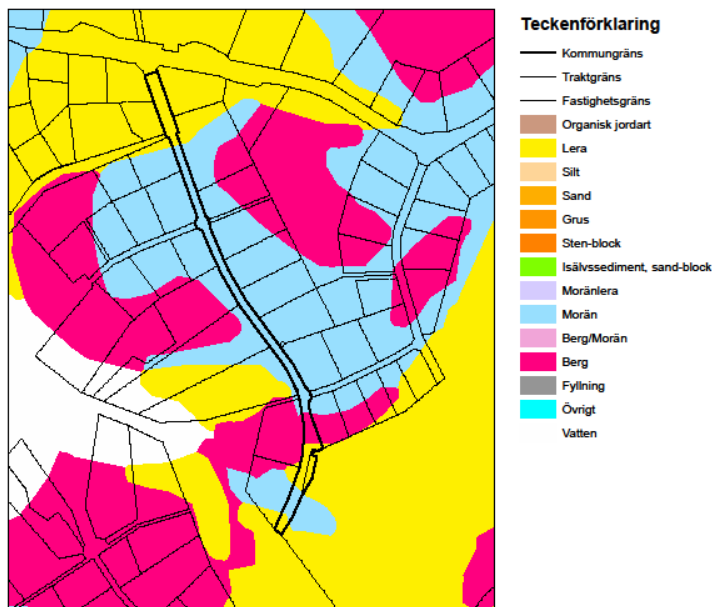 Teckenförklaring
Kommungräns
Traktgräns
Fastighetsgräns
Organisk jordart
Lera
Silt
Sand
Grus
Sten-block
Isälvssediment, sand-block
Moränlera
Morän
Berg/Morän
Berg
Fyllning
Övrigt
Vatten